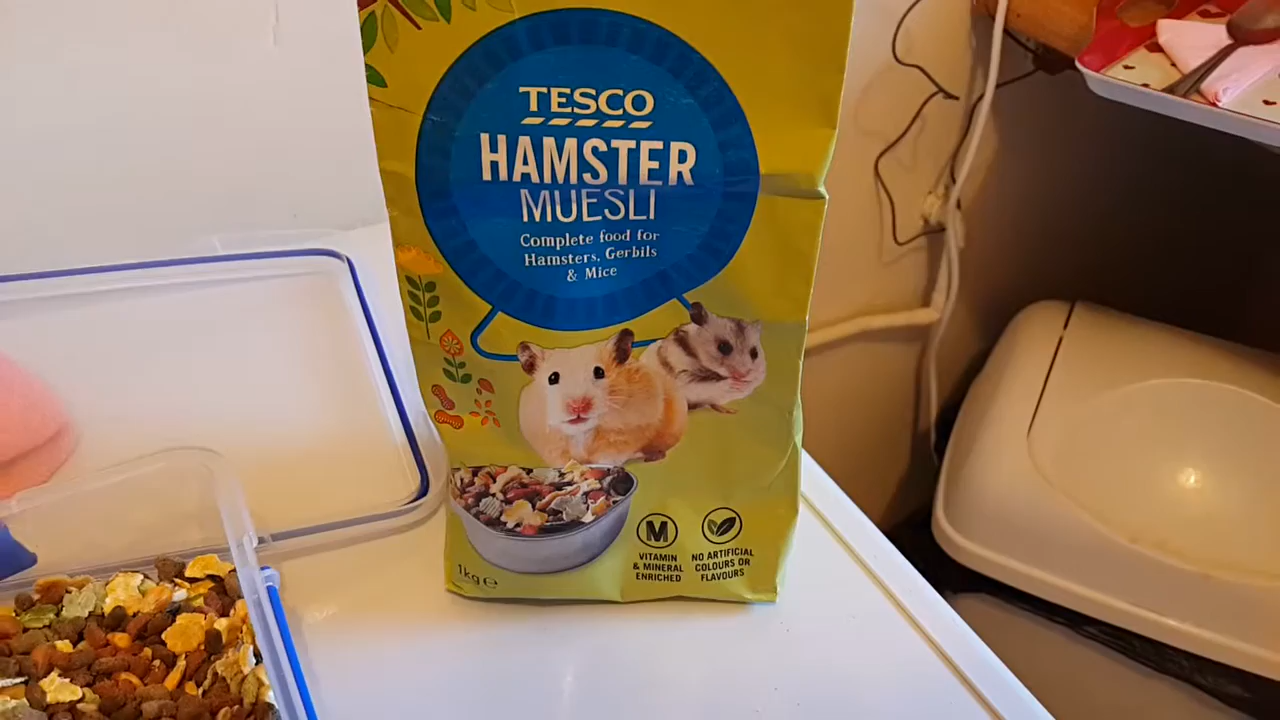 TESCO
HAMSTER
MUESLI
Complete food for
Hamsters, Gerbils
& Mice
M
VITAMIN
& MINERAL
ENRICHED
NO ARTIFICIAL
COLOURS OR
FLAVOURS
1kg ℮